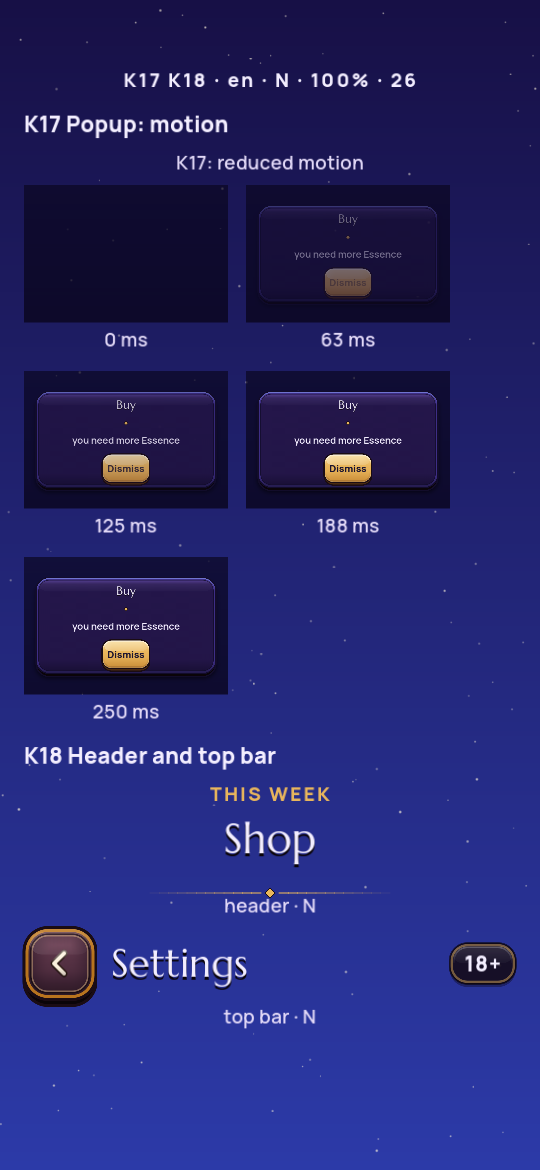 K17 K18 · en · N · 100% · 26
K17 Popup: motion
K17: reduced motion
Buy
you need more Essence
Dismiss
0 ms
63 ms
Buy
you need more Essence
Dismiss
Buy
you need more Essence
Dismiss
125 ms
188 ms
Buy
you need more Essence
Dismiss
250 ms
K18 Header and top bar
THIS WEEK
Shop
header · N
Settings
18+
top bar · N